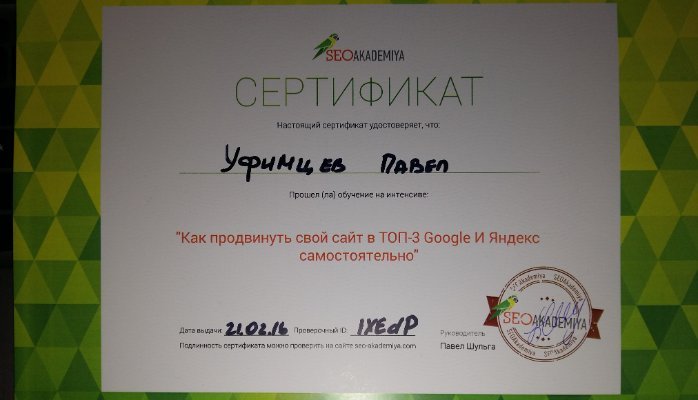 SEOAKADEMIYA
СЕРТИФИКАТ
Настоящий сертификат удостоверяет, что:
Уфимцев Павел
Прошел (ла) обучение на интенсиве:
"Как продвинуть свой сайт в ТОП-3 Google И Яндекс
самостоятельно"
Дата выдачи: 21.02.16 Проверочный ID: 1XEdP
Подлинность сертификата можно проверить на сайте seo-akademiya.com
Руководитель
Павел Шульга
SEOAkademiya
SEOAKADEMIYA
SEOAkademiya